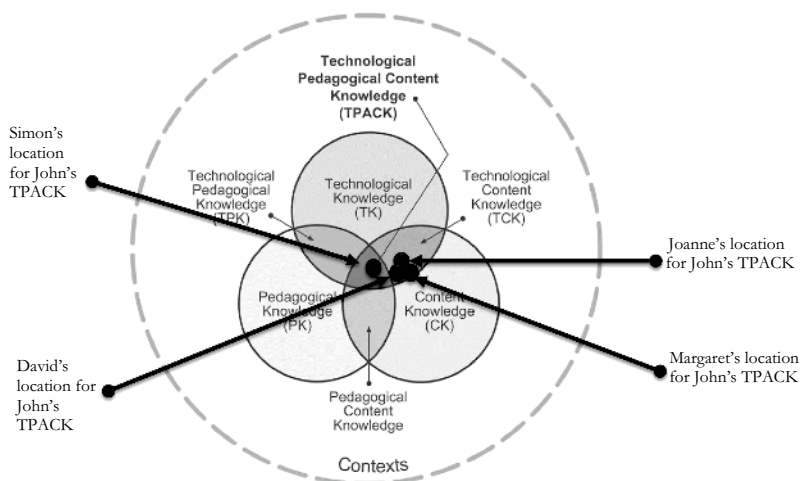 Technological
Pedagogical Content
Knowledge
(TPACK)
Simon's
location
for John's
TPACK
Technological
Pedagogical
Knowledge
(TPK)
Technological
Knowledge
(TK)
Technological
Content
Knowledge
(TCK)
Joanne's location
for John's TPACK
Pedagogical
Knowledge
(PK)
Content
Knowledge
(CK)
David's
location for
John's
TPACK
Margaret's location
for John's TPACK
Pedagogical
Content
Knowledge
Contexts